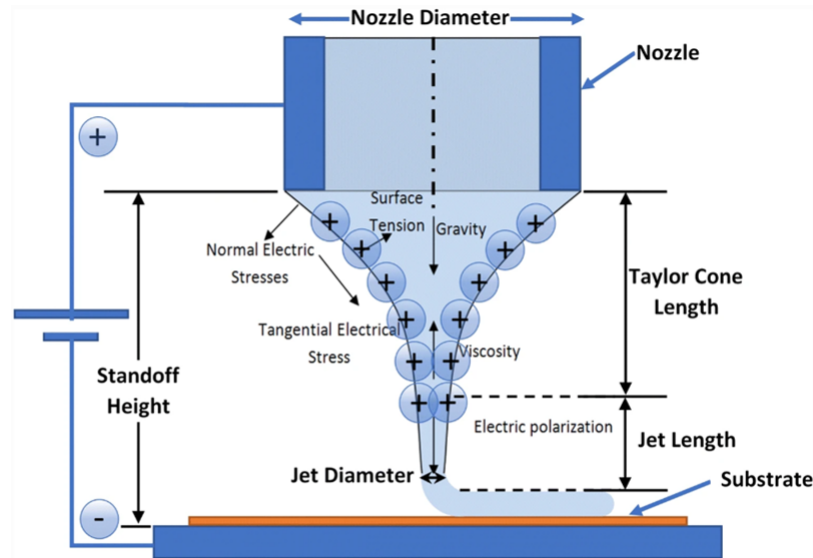 Nozzle Diameter
Nozzle
+
Surface
Tension
Gravity
Normal Electric
Stresses
Taylor Cone
Length
Tangential Electrical
Stress
Viscosity
Standoff
Height
Electric polarization
Jet Length
Jet Diameter
Substrate
-
+ +
+ +
+ +
+ +
+ +
+ +